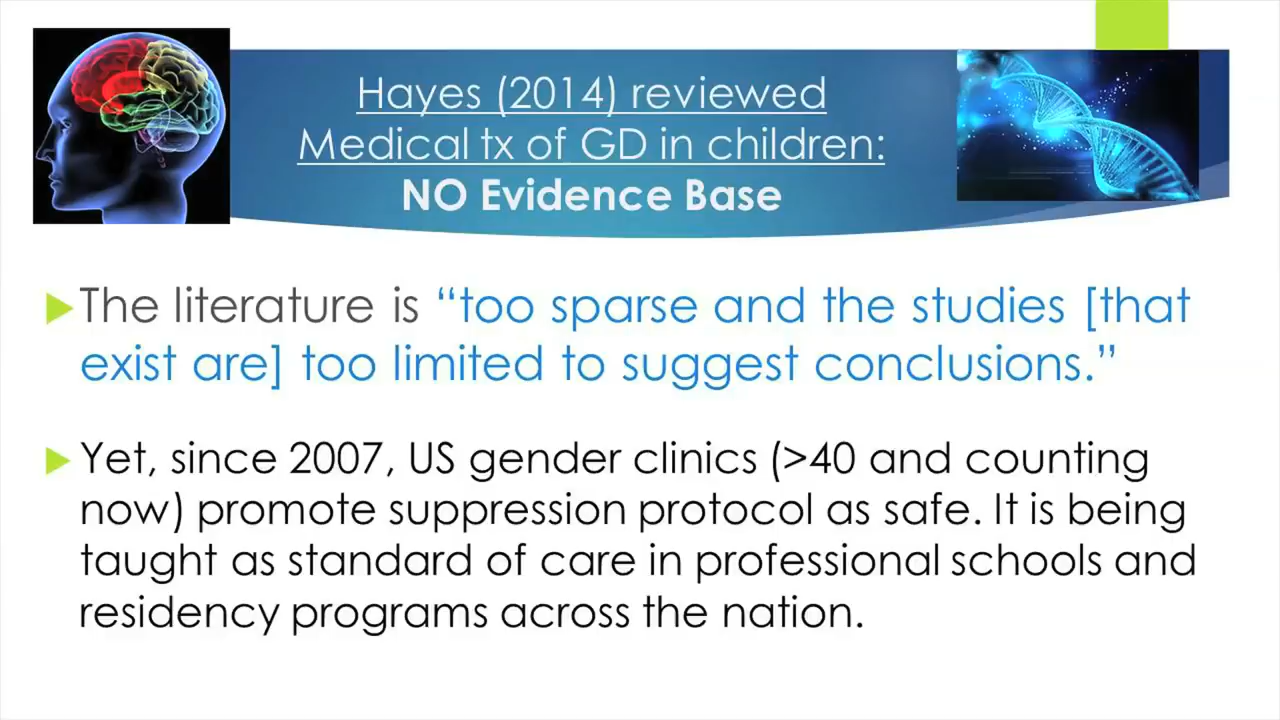 Hayes (2014) reviewed
Medical tx of GD in children:
NO Evidence Base
The literature is “too sparse and the studies [that
exist are] too limited to suggest conclusions.”
Yet, since 2007, US gender clinics (>40 and counting
now) promote suppression protocol as safe. It is being
taught as standard of care in professional schools and
residency programs across the nation.